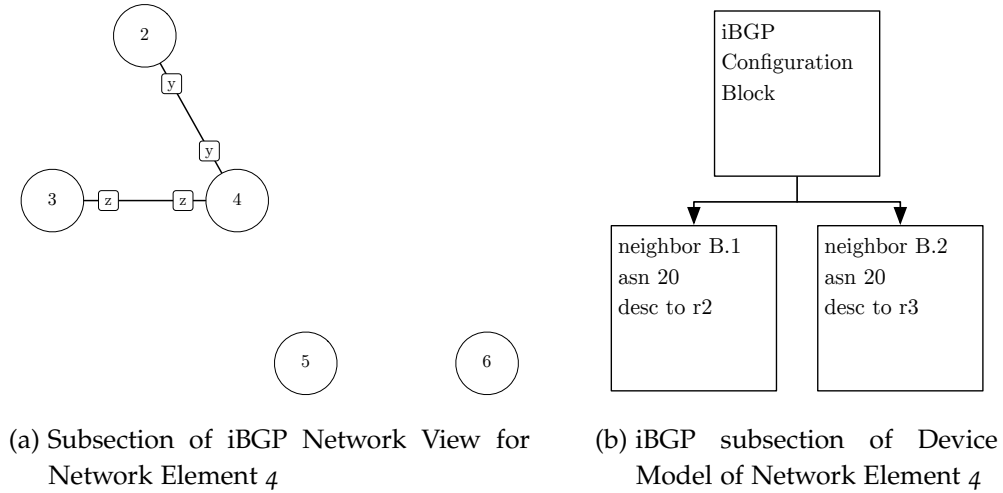 2
y
y
3
z
z
4
5
6
(a) Subsection of iBGP Network View for
Network Element 4
iBGP
Configuration
Block
neighbor B.1
asn 20
desc to r2
neighbor B.2
asn 20
desc to r3
(b) iBGP subsection of Device
Model of Network Element 4